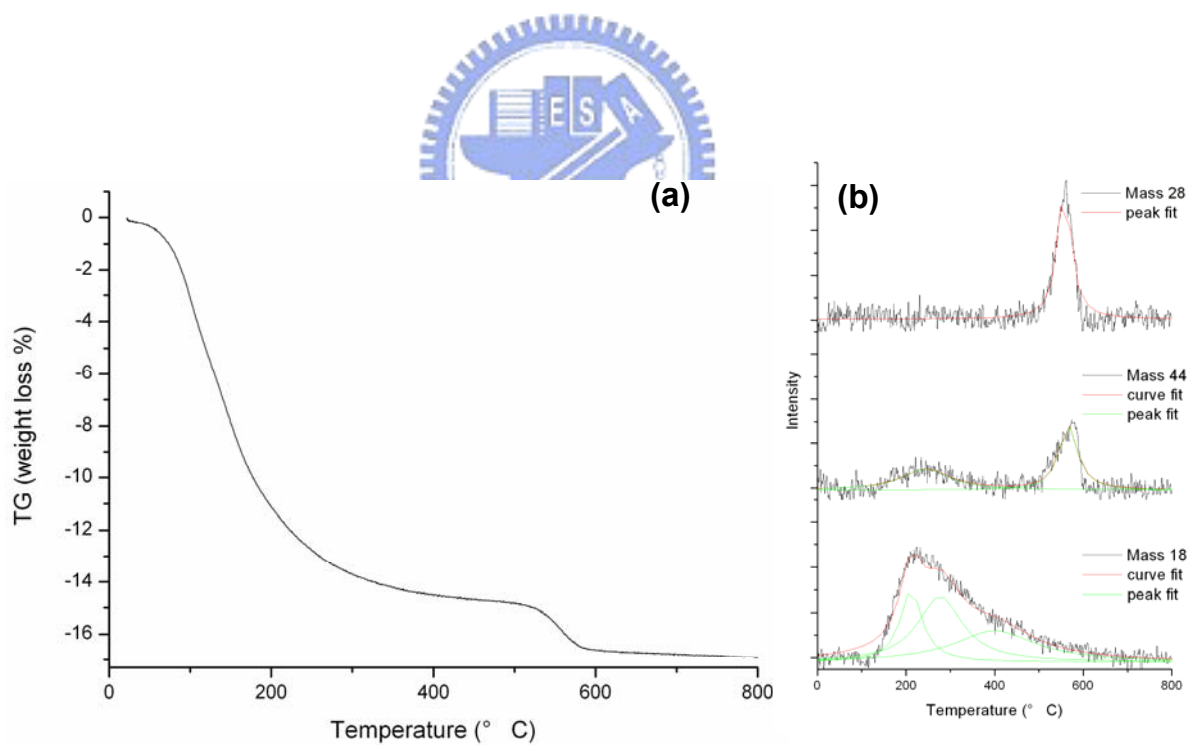 E S A
(a)
TG (weight loss %)
0
-2
-4
-6
-8
-10
-12
-14
-16
0 200 400 600 800
Temperature (° C)
(b)
Mass 28
peak fit
Mass 44
curve fit
peak fit
Mass 18
curve fit
peak fit
Intensity
0 200 400 600 800
Temperature (° C)